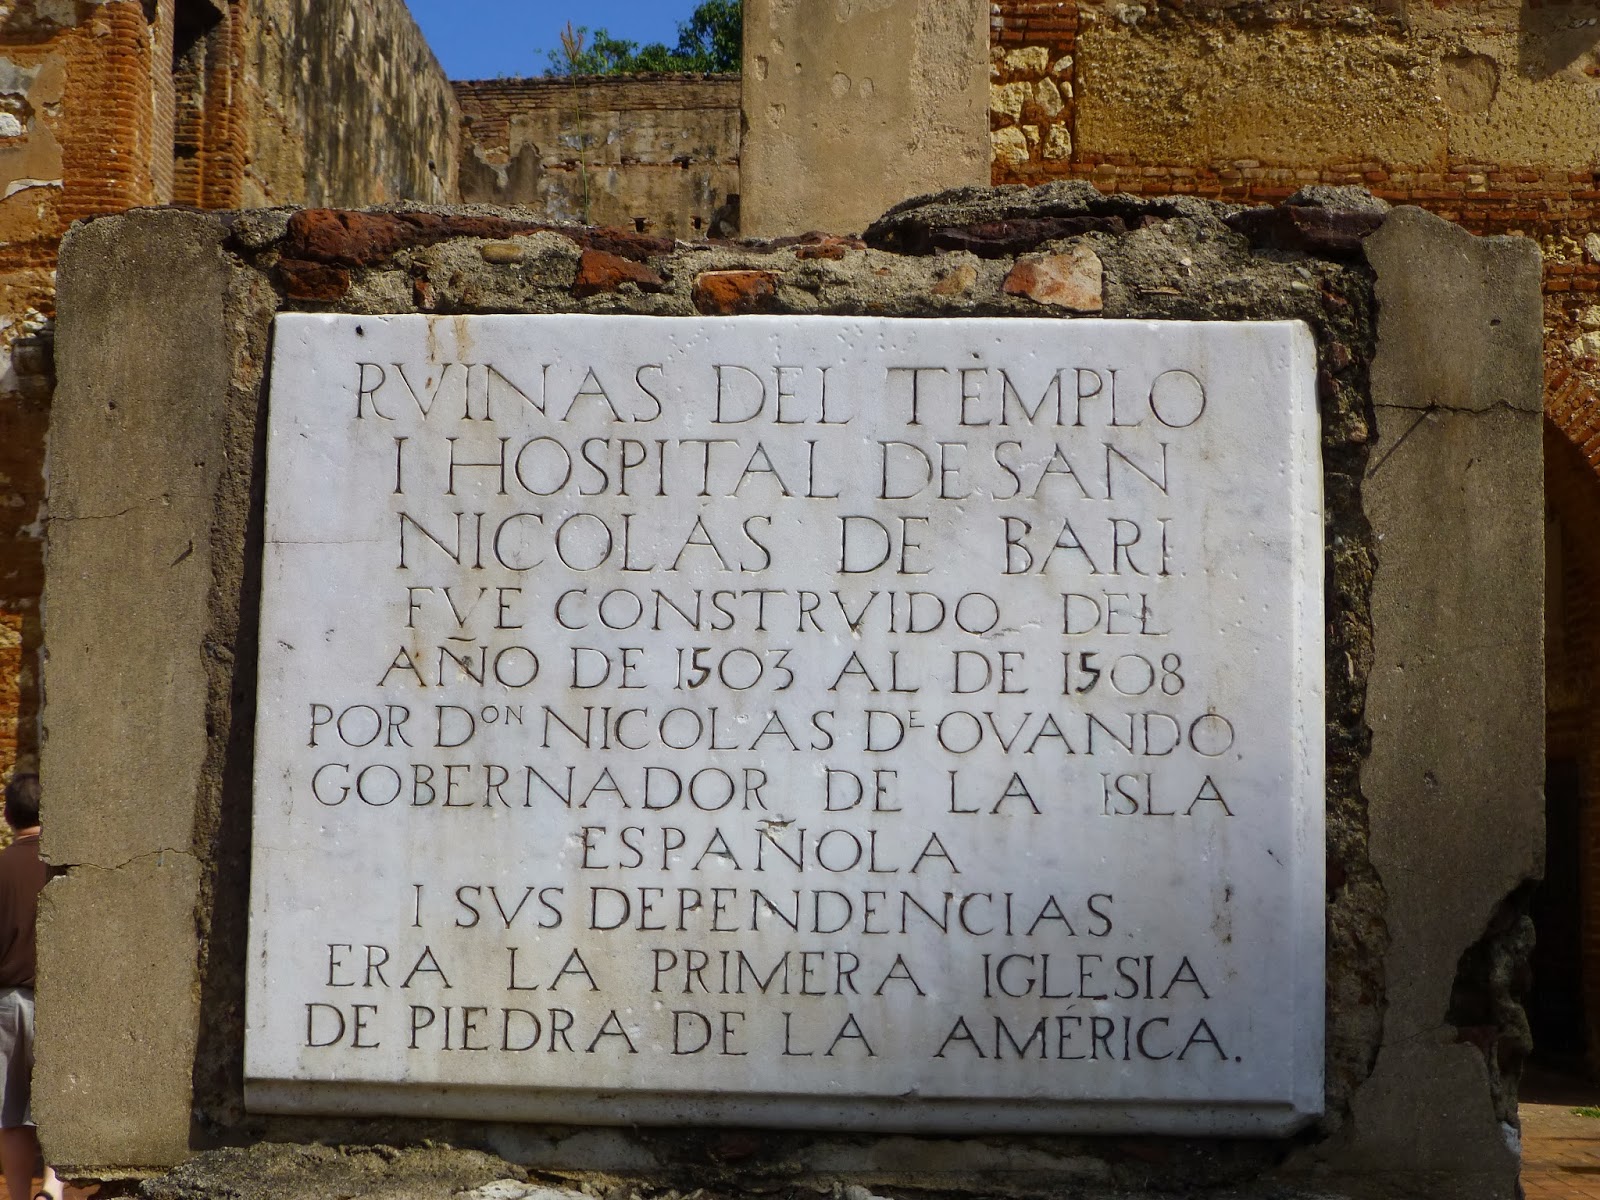 RVINAS DEL TEMPLO
I HOSPITAL DE SAN
NICOLÁS DE BARI.
FVE CONSTRVIDO DEL
AÑO DE 1503 AL DE 1508
POR DON NICOLAS DE OVANDO.
GOBERNADOR DE LA ISLA
ESPAÑOLA
I SVS DEPENDENCIAS.
ERA LA PRIMERA IGLESIA
DE PIEDRA DE LA AMÉRICA.